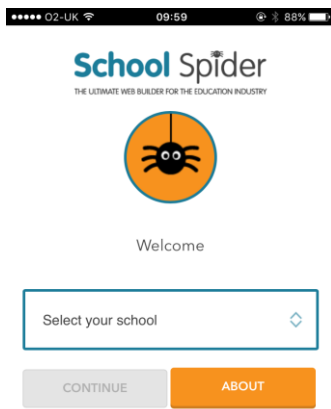 O2-UK 09:59 88%
School Spider
THE ULTIMATE WEB BUILDER FOR THE EDUCATION INDUSTRY
Welcome
Select your school
CONTINUE ABOUT